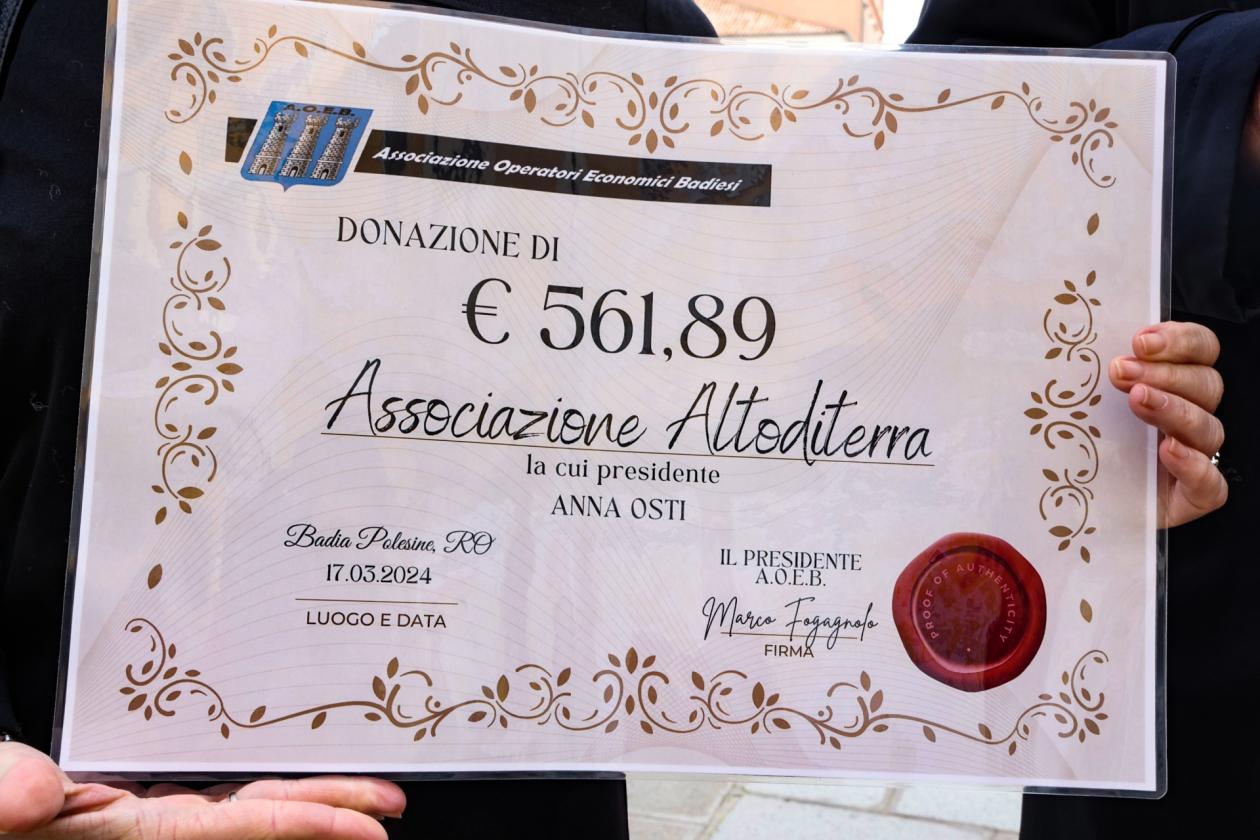 A.O.E.B.
Associazione Operatori Economici Badiesi
DONAZIONE DI
€ 561,89
Associazione Altoditerra
la cui presidente
ANNA OSTI
Badia Polesine, RO
17.03.2024
LUOGO E DATA
IL PRESIDENTE
A.O.E.B.
Marco Fogagnolo
FIRMA
PROOF OF AUTHENTICITY